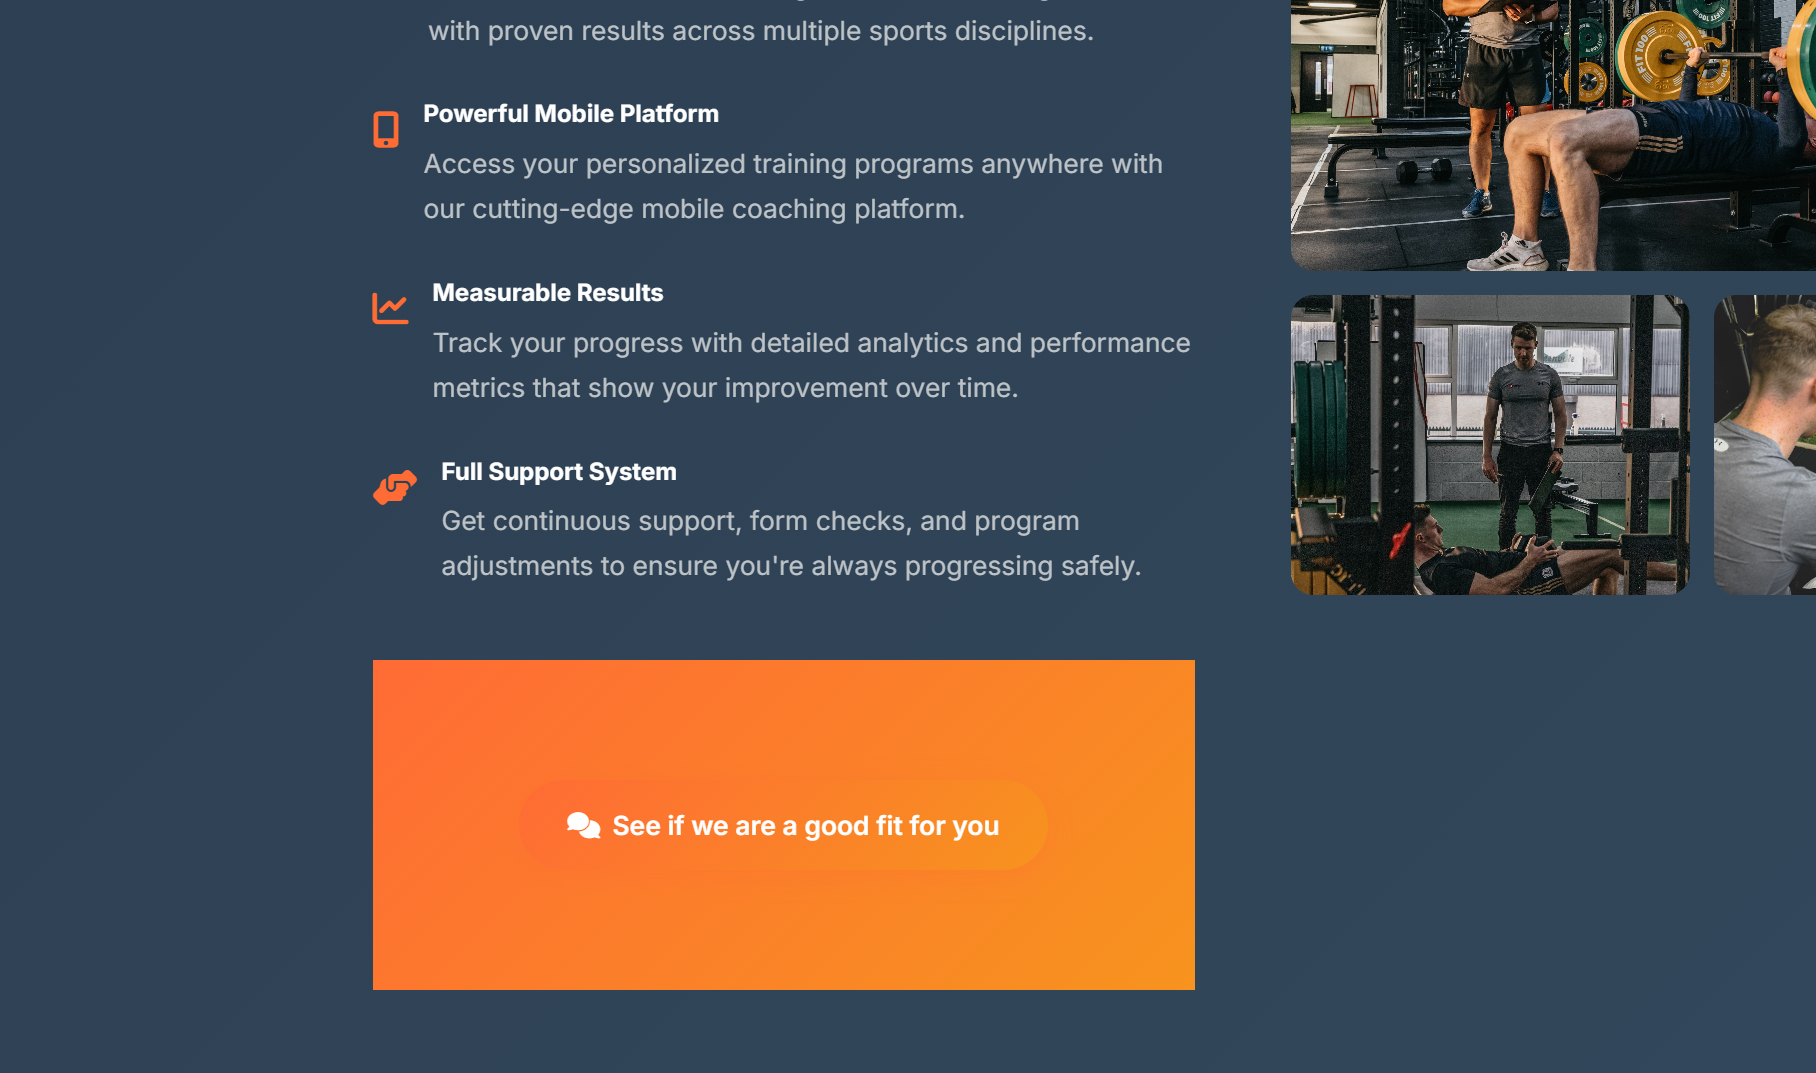 with proven results across multiple sports disciplines.
Powerful Mobile Platform
Access your personalized training programs anywhere with
our cutting-edge mobile coaching platform.
Measurable Results
Track your progress with detailed analytics and performance
metrics that show your improvement over time.
Full Support System
Get continuous support, form checks, and program
adjustments to ensure you're always progressing safely.
See if we are a good fit for you
FIT 100